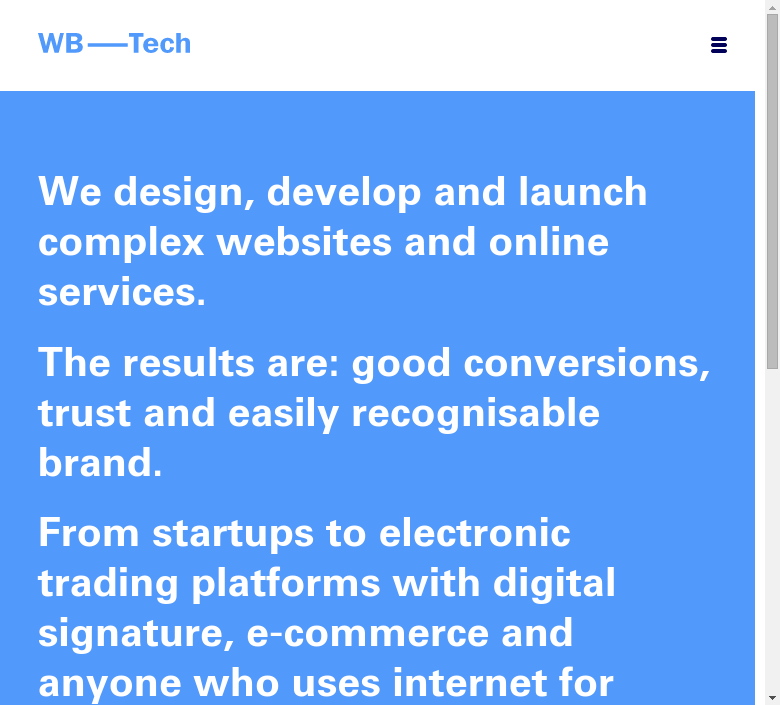 WB—Tech
We design, develop and launch
complex websites and online
services.
The results are: good conversions,
trust and easily recognisable
brand.
From startups to electronic
trading platforms with digital
signature, e-commerce and
anyone who uses internet for